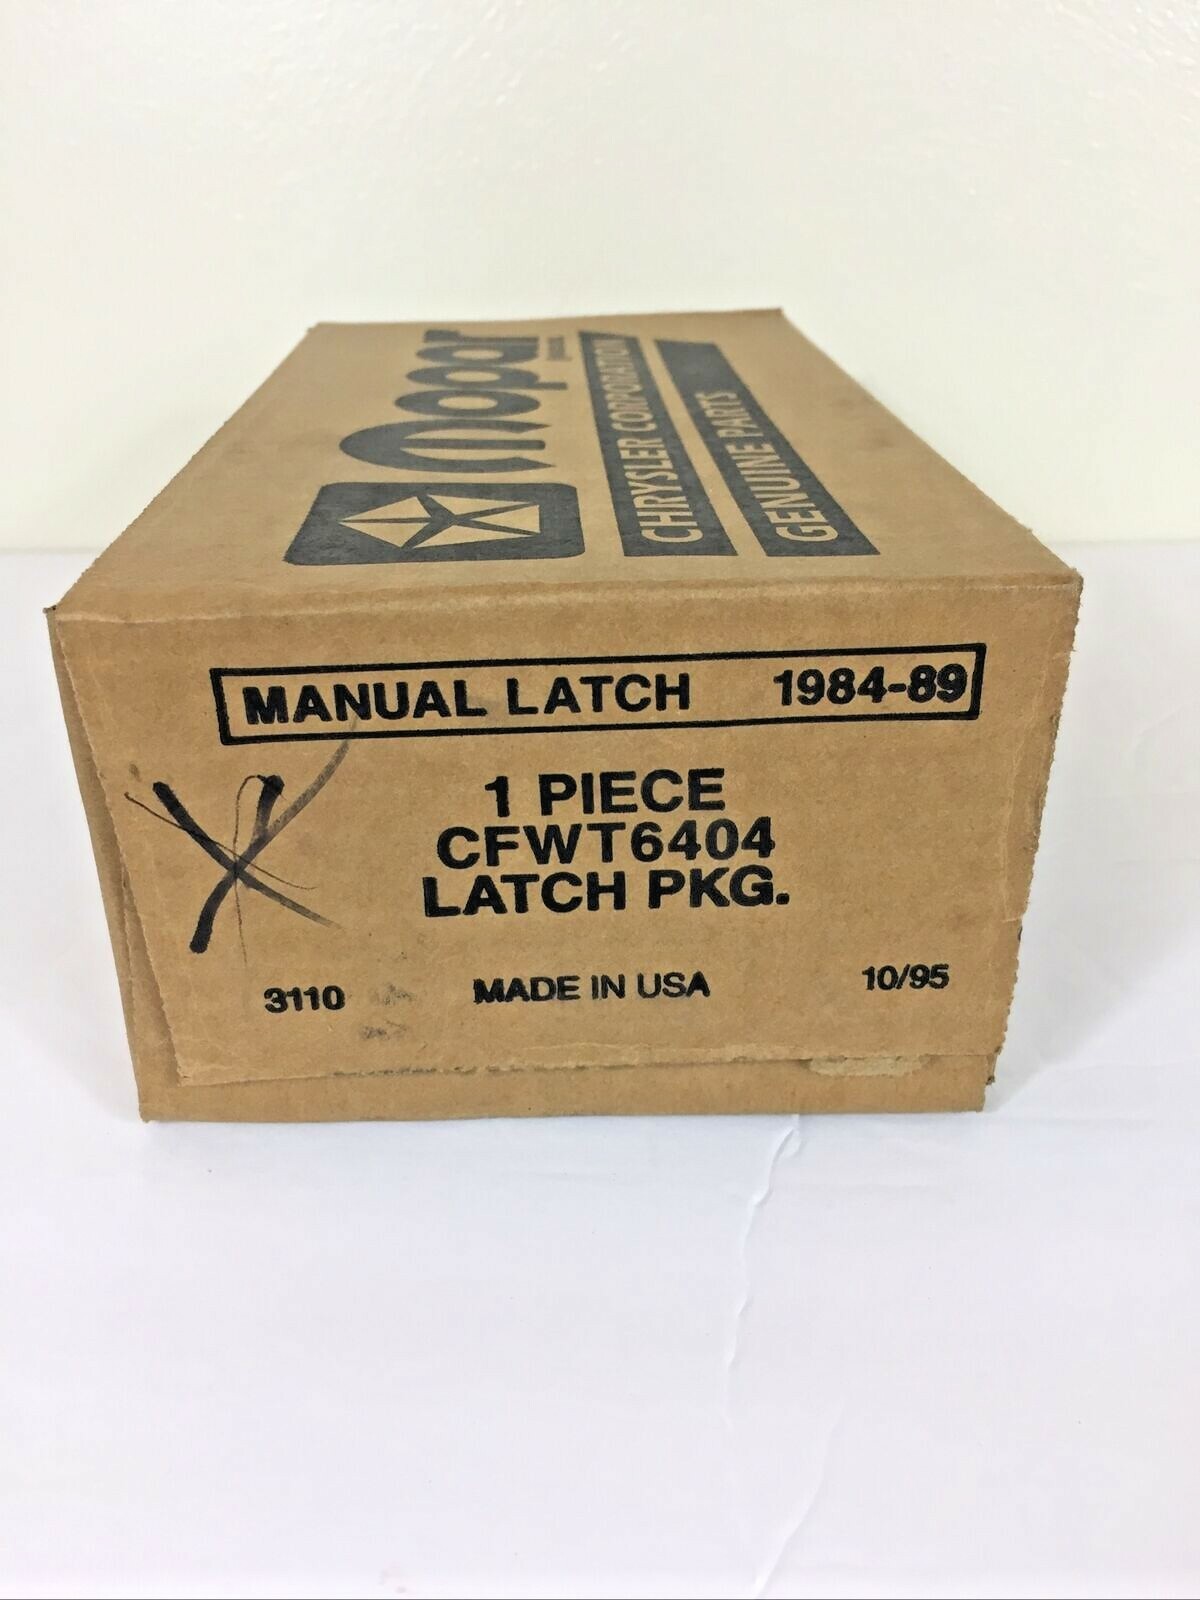 Mopar
CHRYSLER CORPORATION
GENUINE PARTS
MANUAL LATCH 1984-89
1 PIECE
CFWT6404
LATCH PKG.
3110 MADE IN USA 10/95